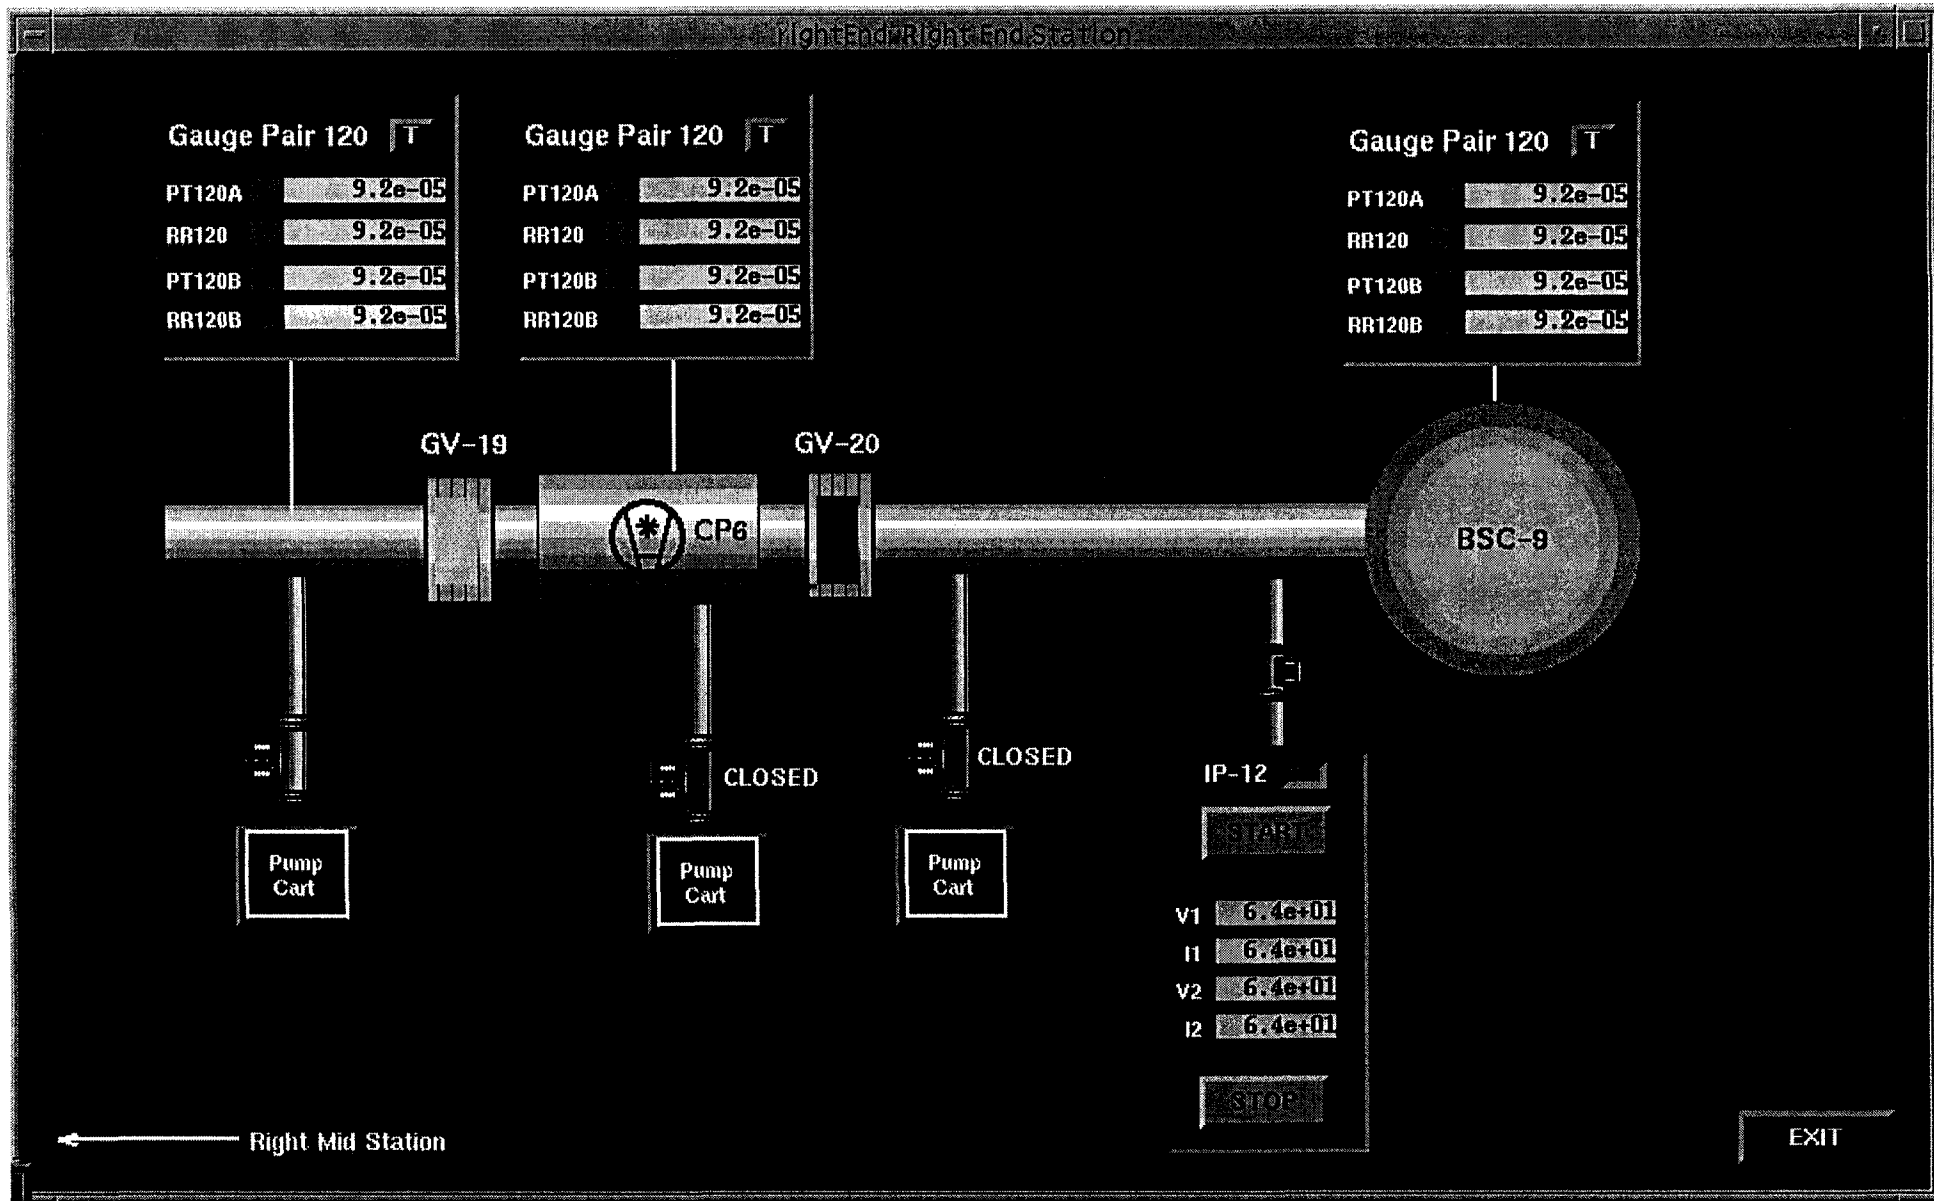 rightEnd:Right End Station
Gauge Pair 120 T
PT120A 9.2e-05
RR120 9.2e-05
PT120B 9.2e-05
RR120B 9.2e-05
Gauge Pair 120 T
PT120A 9.2e-05
RR120 9.2e-05
PT120B 9.2e-05
RR120B 9.2e-05
Gauge Pair 120 T
PT120A 9.2e-05
RR120 9.2e-05
PT120B 9.2e-05
RR120B 9.2e-05
GV-19
GV-20
CP6
BSC-9
CLOSED
CLOSED
Pump
Cart
Pump
Cart
Pump
Cart
IP-12
START
V1 6.4e+01
I1 6.4e+01
V2 6.4e+01
I2 6.4e+01
STOP
Right Mid Station
EXIT